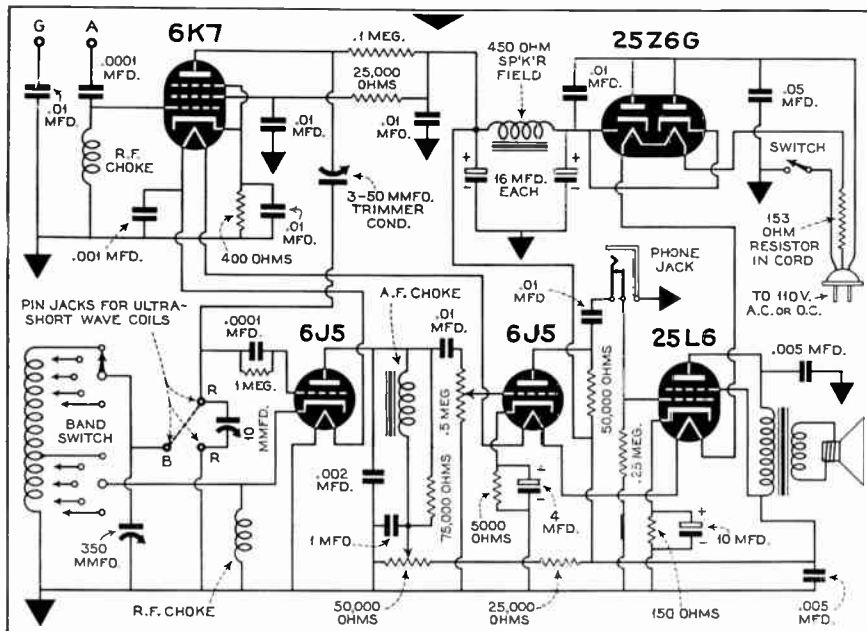 G
A
6K7
.1 MEG.
450 OHM
SP'K'R
FIELD
25Z6G
.0001
MFD.
25,000
OHMS
.01
MFD.
.05
MFD.
.01
MFD.
.01
MFD.
.01
MFO.
SWITCH
R.F.
CHOKE
16 MFD.
EACH
3-50 MMFO.
TRIMMER
COND.
.01
MFO.
.001 MFD.
400 OHMS
153
OHM
RESISTOR
IN CORD
PHONE
JACK
TO 110 V.
A.C. OR D.C.
PIN JACKS FOR ULTRA-
SHORT WAVE COILS
A.F. CHOKE
.01
MFD
.0001
MFD.
6J5
.01
MFD.
6J5
25L6
.005 MFD.
1 MEG.
BAND
SWITCH
R
10
MMFD.
B
R
.5 MEG
50,000 OHMS
.25 MEG.
.002
MFD.
75,000 OHMS
5000
OHMS
4
MFD.
10 MFD.
350
MMFO.
1 MFO
R.F. CHOKE
50,000
OHMS
25,000
OHMS
150 OHMS
.005
MFD.